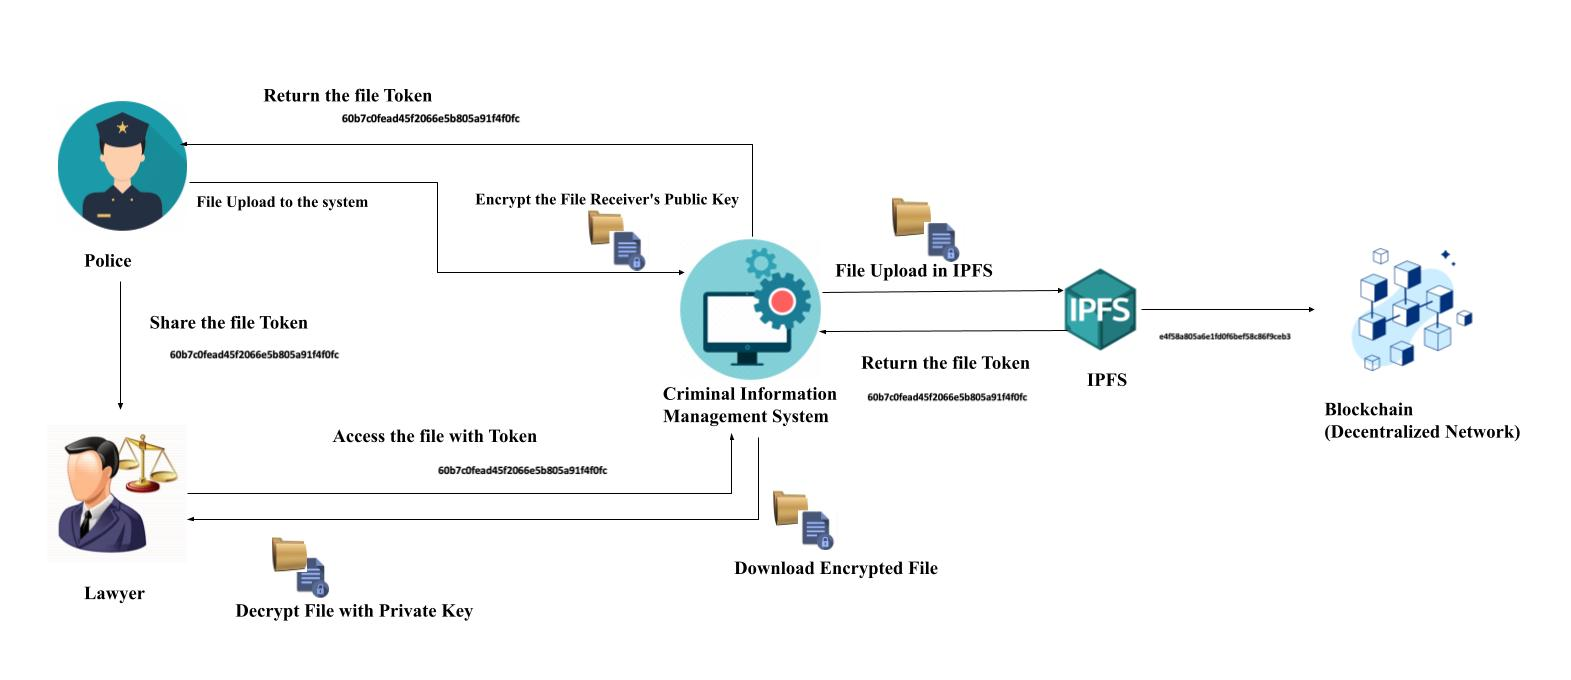 Return the file Token
60b7c0fead45f2066e5b805a91f4f0fc
File Upload to the system
Encrypt the File Receiver's Public Key
Police
File Upload in IPFS
IPFS
Share the file Token
60b7c0fead45f2066e5b805a91f4f0fc
e4f58a805a6e1fd0f6bef58c86f9ceb3
Return the file Token
60b7c0fead45f2066e5b805a91f4f0fc
IPFS
Criminal Information
Management System
Blockchain
(Decentralized Network)
Access the file with Token
60b7c0fead45f2066e5b805a91f4f0fc
Download Encrypted File
Lawyer
Decrypt File with Private Key